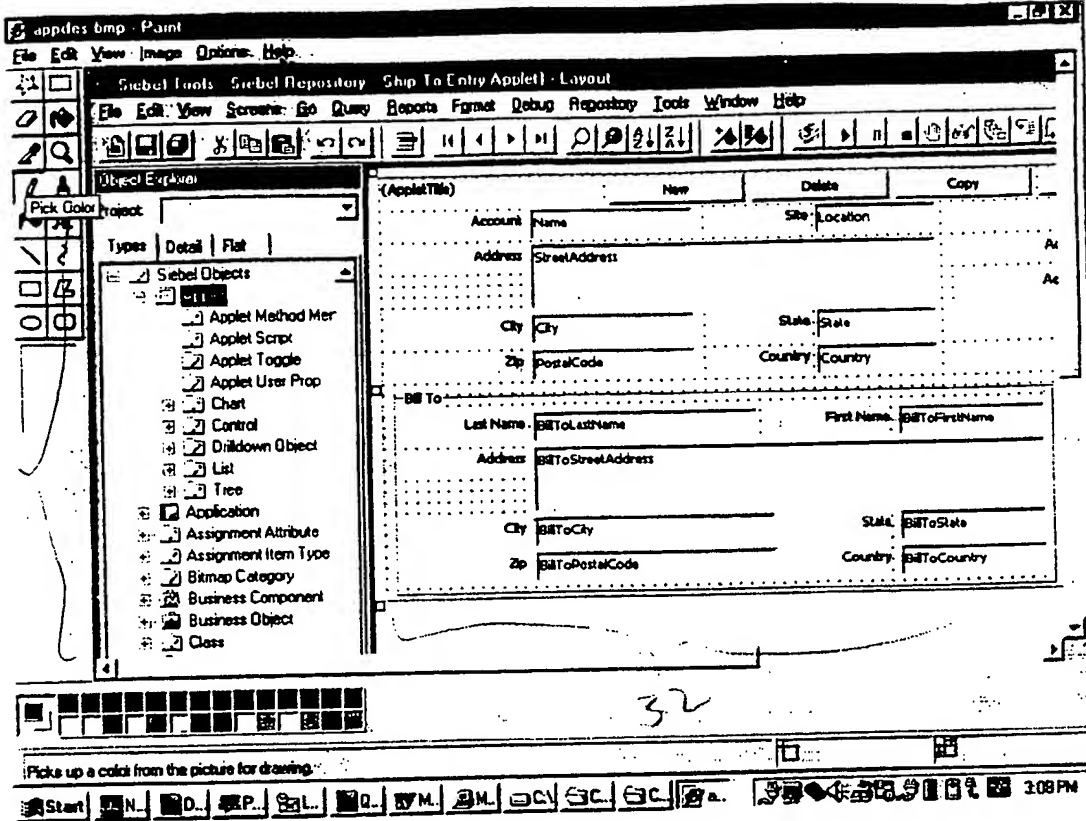 appdes bmp - Paint
File Edit View Image Options Help
Siebel Tools - Siebel Repository - Ship To Entry Applet) - Layout
File Edit View Screens Go Query Reports Format Debug Repository Tools Window Help
Object Explorer
Project:
Pick Color
Types Detail Flat
Siebel Objects
Applet Method Men
Applet Script
Applet Toggle
Applet User Prop
Chart
Control
Drilldown Object
List
Tree
Application
Assignment Attribute
Assignment Item Type
Bitmap Category
Business Component
Business Object
Class
(AppletTitle) New Delete Copy
Account Name Site Location
Address StreetAddress
City City State State
Zip PostalCode Country Country
Bill To
Last Name BillToLastName First Name BillToFirstName
Address BillToStreetAddress
City BillToCity State BillToState
Zip BillToPostalCode Country BillToCountry
32
Picks up a color from the picture for drawing.
Start N... D... P... L... Q... M... M... C:\ C... C... a... 3:08 PM